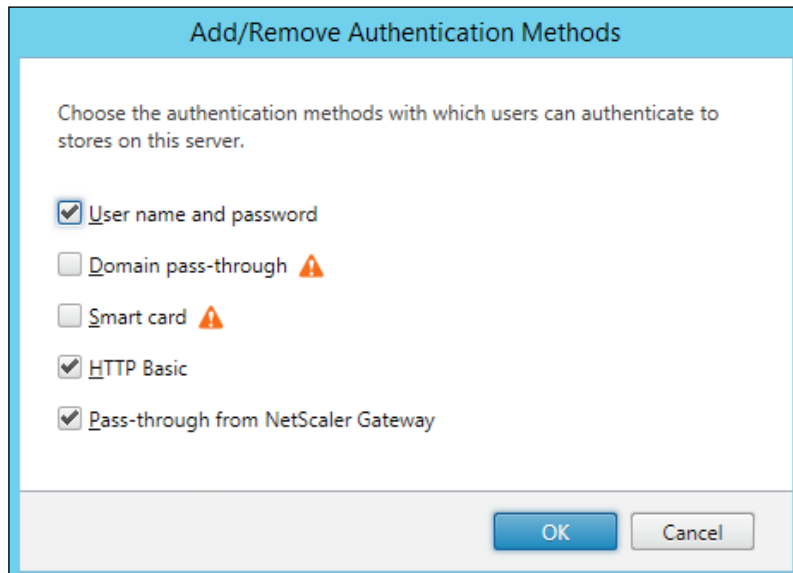 Add/Remove Authentication Methods
Choose the authentication methods with which users can authenticate to
stores on this server.
User name and password
Domain pass-through
Smart card
HTTP Basic
Pass-through from NetScaler Gateway
OK
Cancel